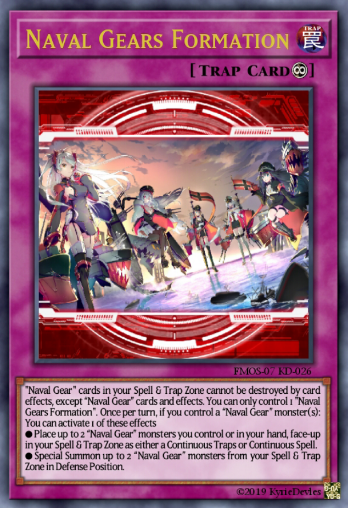 NAVAL GEARS FORMATION
TRAP
罠
[ TRAP CARD ]
FMOS-07 KD-026
"Naval Gear" cards in your Spell & Trap Zone cannot be destroyed by card
effects, except "Naval Gear" cards and effects. You can only control 1 "Naval
Gears Formation". Once per turn, if you control a "Naval Gear" monster(s):
You can activate 1 of these effects
● Place up to 2 "Naval Gear" monsters you control or in your hand, face-up
in your Spell & Trap Zone as either a Continuous Traps or Continuous Spell.
● Special Summon up to 2 "Naval Gear" monsters from your Spell & Trap
Zone in Defense Position.
©2019 KyrieDevies